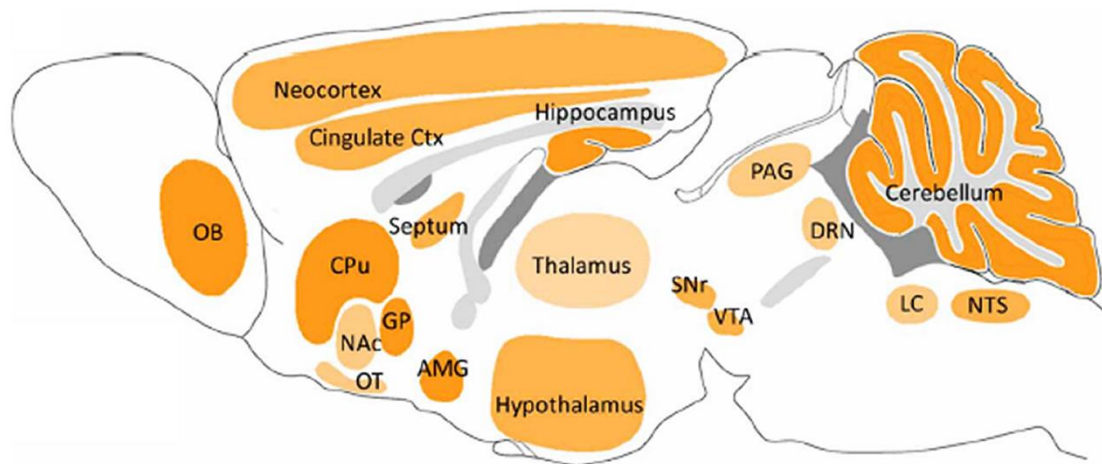 Neocortex
Hippocampus
Cingulate Ctx
PAG
Cerebellum
Septum
OB
DRN
CPu
Thalamus
SNr
LC
NTS
VTA
GP
NAc
AMG
OT
Hypothalamus